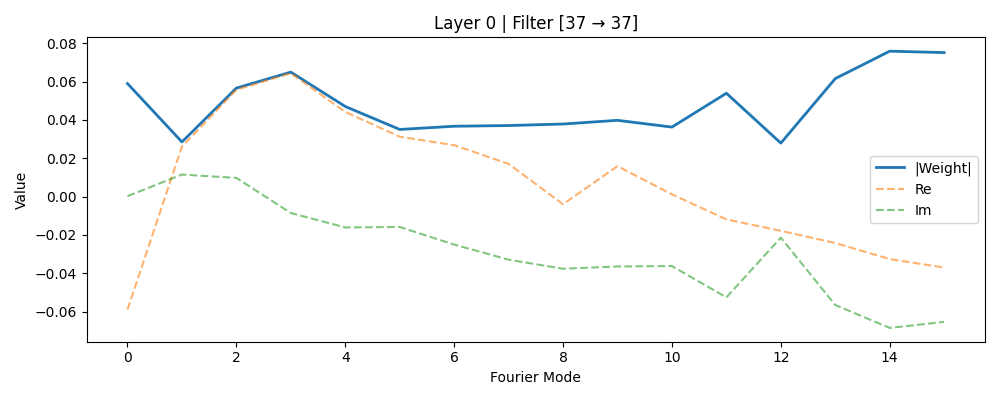 Layer 0 | Filter [37 → 37]
0.08
0.06
0.04
0.02
0.00
−0.02
−0.04
−0.06
Value
|Weight|
Re
Im
0 2 4 6 8 10 12 14
Fourier Mode